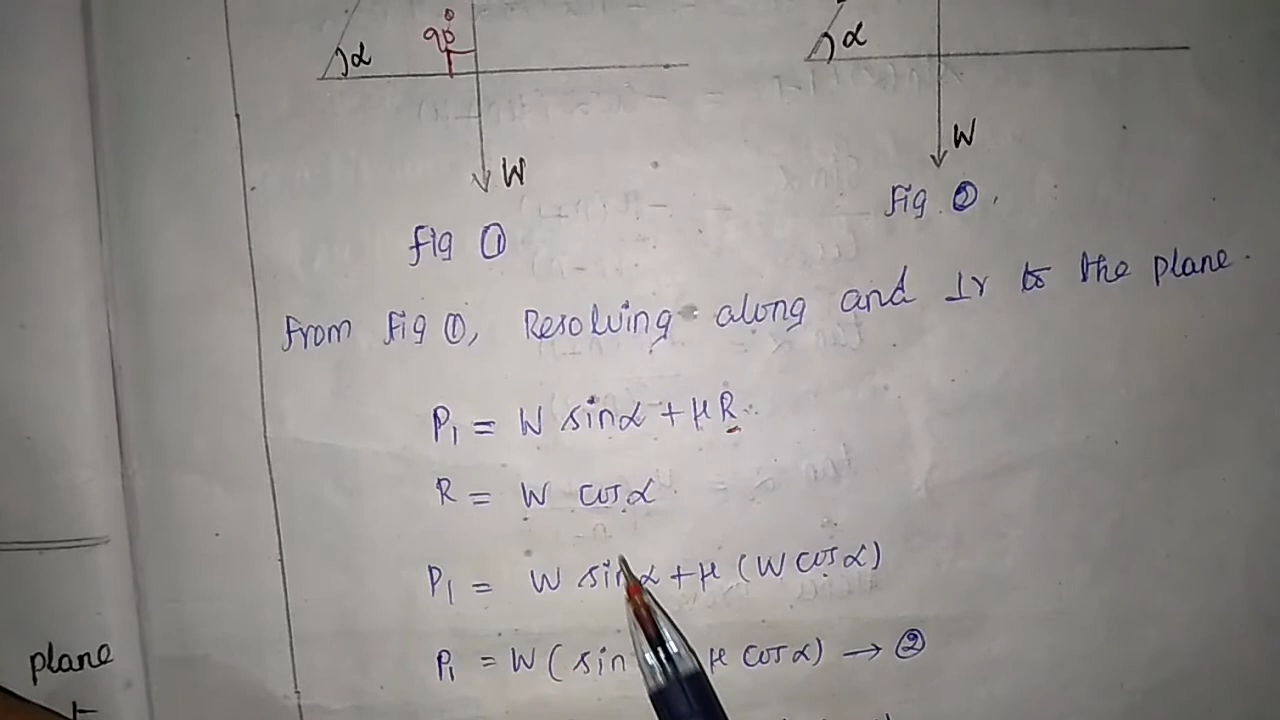 90°
α
α
W
W
Fig ②.
fig ①
From Fig ①, Resolving along and ⊥r to the plane.
P₁ = W sinα + μR.
R = W cosα
P₁ = W sinα + μ (W cosα)
P₁ = W ( sin μ cosα) → ②
plane